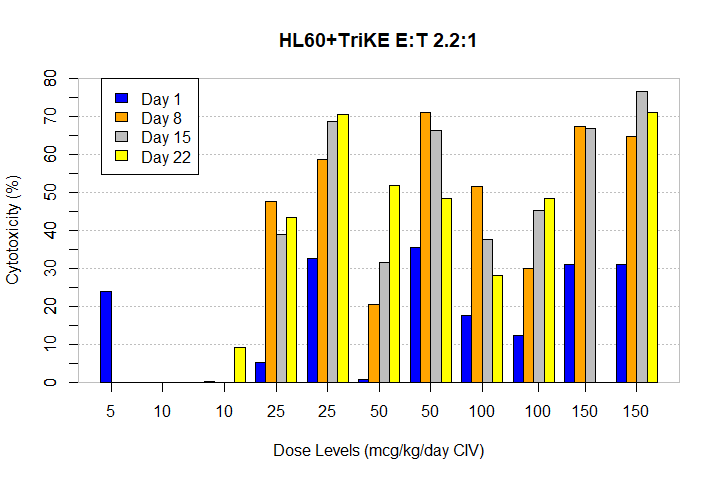 HL60+TriKE E:T 2.2:1
80
70
60
50
40
30
20
10
0
Cytotoxicity (%)
Day 1
Day 8
Day 15
Day 22
5 10 10 25 25 50 50 100 100 150 150
Dose Levels (mcg/kg/day CIV)